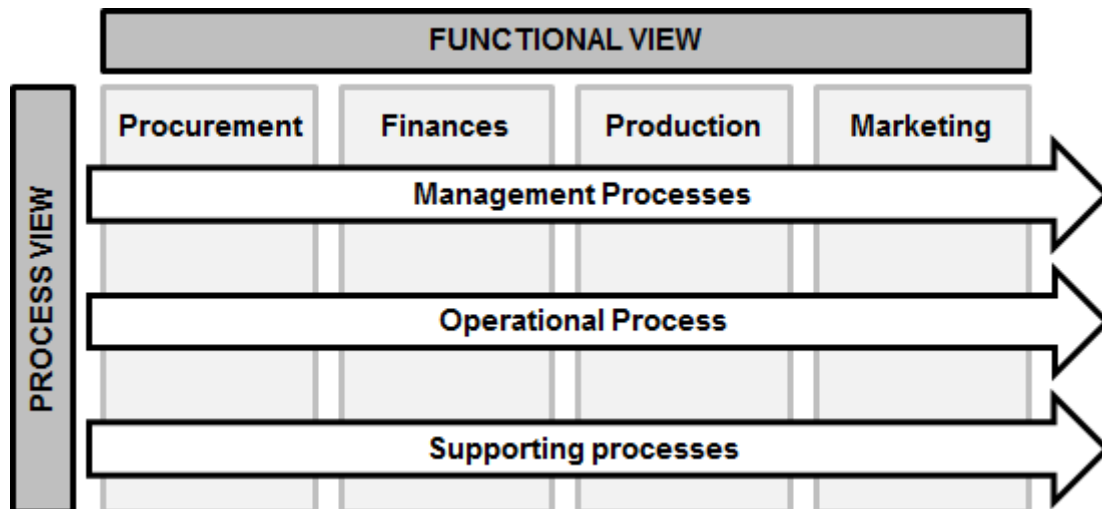 FUNCTIONAL VIEW
PROCESS VIEW
Procurement
Finances
Production
Marketing
Management Processes
Operational Process
Supporting processes